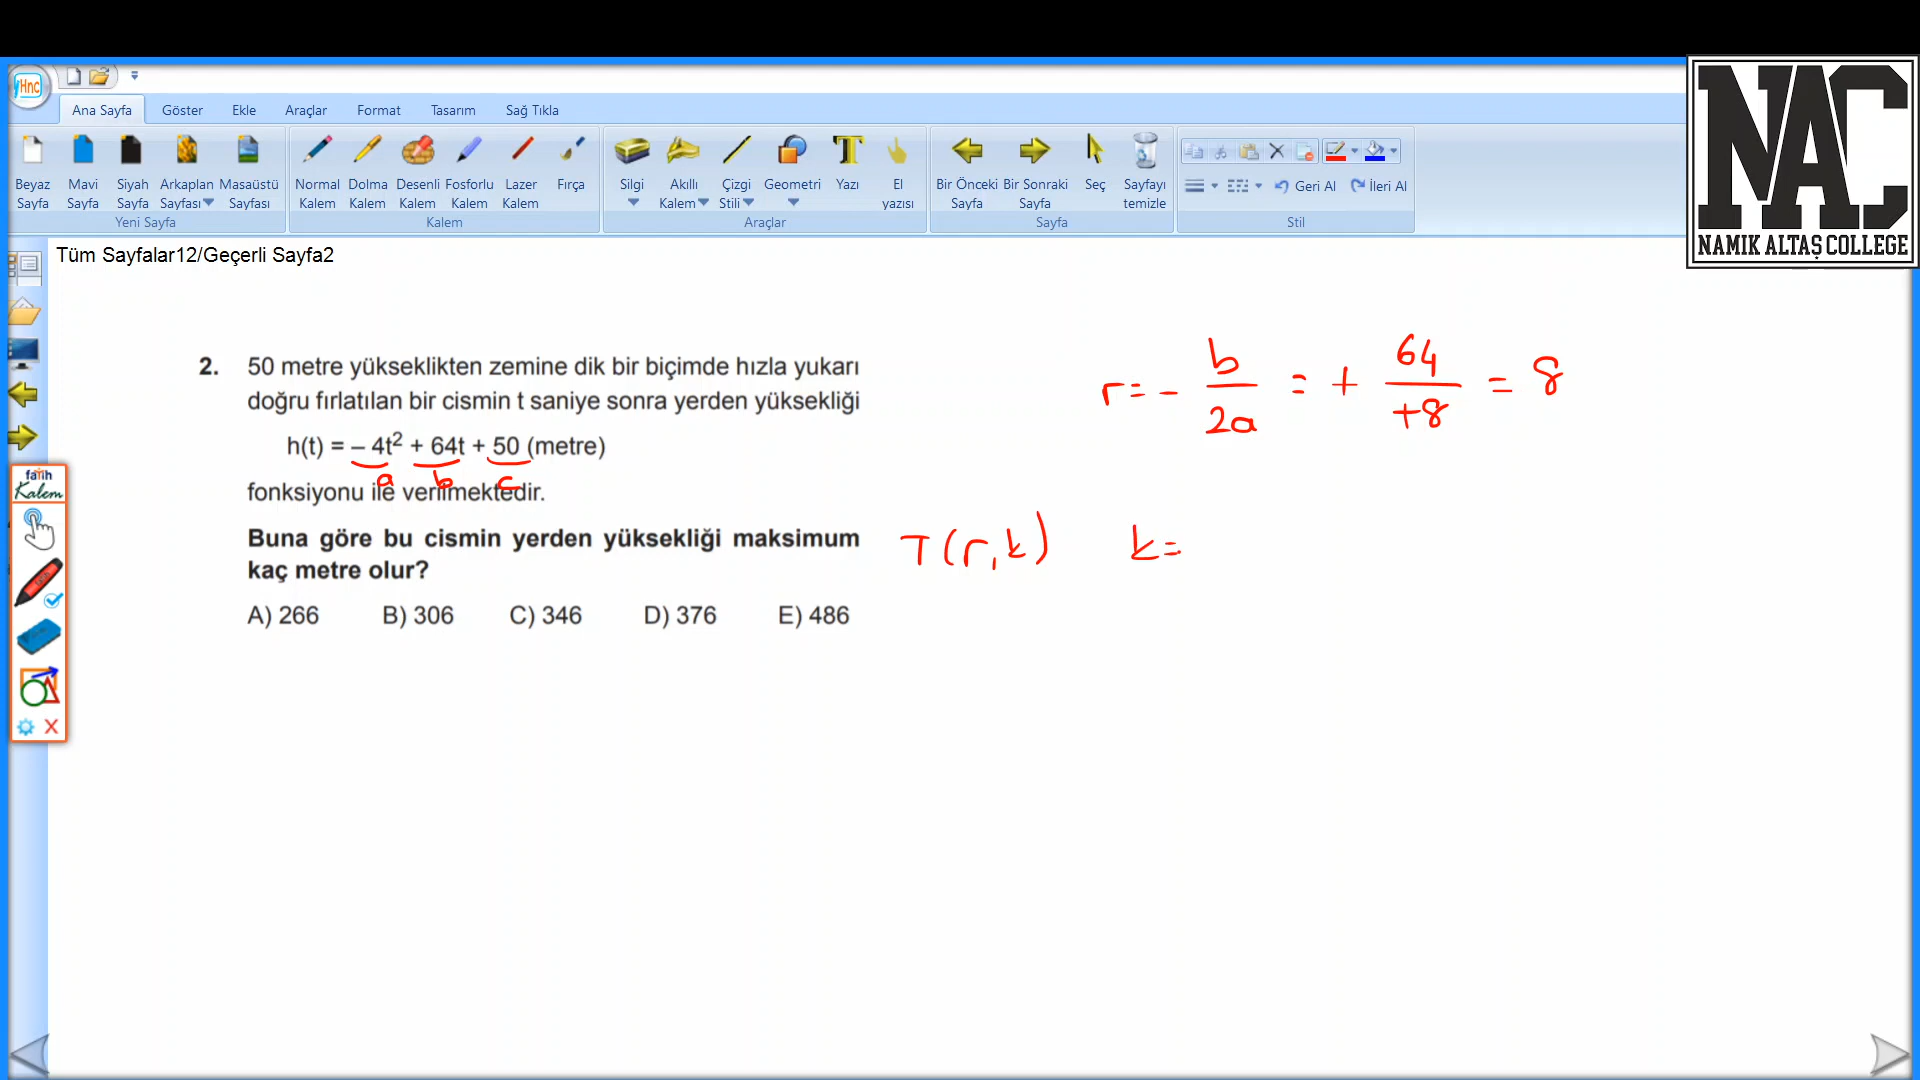 Ana Sayfa Göster Ekle Araçlar Format Tasarım Sağ Tıkla
Beyaz Sayfa Mavi Sayfa Siyah Sayfa Arkaplan Sayfası Masaüstü Sayfası
Yeni Sayfa
Normal Kalem Dolma Kalem Desenli Kalem Fosforlu Kalem Lazer Kalem Fırça
Kalem
Silgi Akıllı Kalem Çizgi Stili Geometri Yazı El yazısı
Araçlar
Bir Önceki Sayfa Bir Sonraki Sayfa Seç Sayfayı temizle
Sayfa
Geri Al İleri Al
Stil
NAC
NAMIK ALTAŞ COLLEGE
Tüm Sayfalar12/Geçerli Sayfa2
fatih
Kalem
2. 50 metre yükseklikten zemine dik bir biçimde hızla yukarı
doğru fırlatılan bir cismin t saniye sonra yerden yüksekliği
h(t) = – 4t² + 64t + 50 (metre)
a b c
fonksiyonu ile verilmektedir.
Buna göre bu cismin yerden yüksekliği maksimum
kaç metre olur?
A) 266 B) 306 C) 346 D) 376 E) 486
r = - b/2a = + 64/+8 = 8
T(r,k) k=